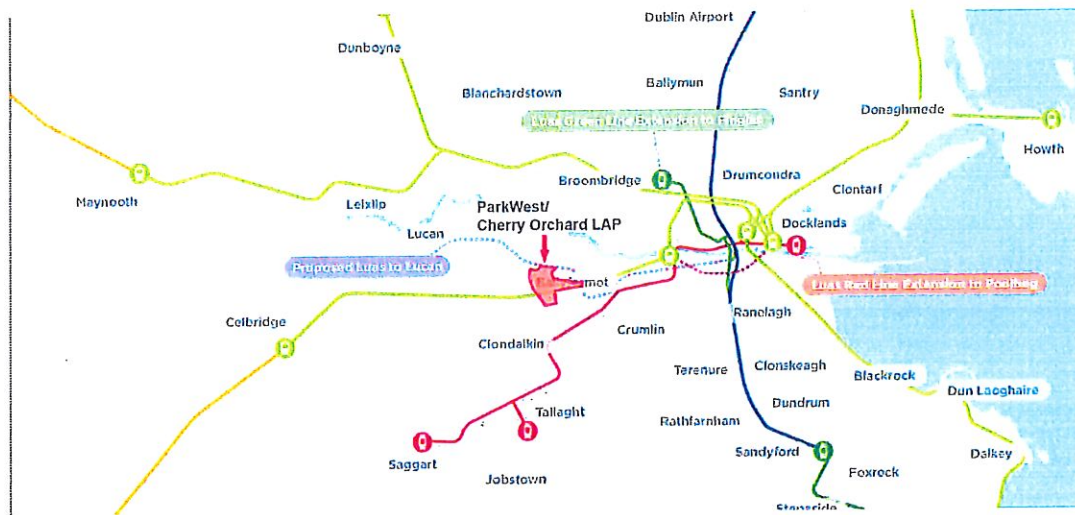 Dublin Airport
Dunboyne
Ballymun
Blanchardstown
Santry
Donaghmede
Luas Green Line Extension to Finglas
Howth
Broombridge
Drumcondra
Maynooth
Leixlip
Clontarf
ParkWest/
Cherry Orchard LAP
Docklands
Lucan
Proposed Luas to Lucan
Luas Red Line Extension to Poolbeg
Ranelagh
Celbridge
Crumlin
Clondalkin
Terenure
Clonskeagh
Blackrock
Dun Laoghaire
Dundrum
Tallaght
Rathfarnham
Saggart
Sandyford
Dalkey
Jobstown
Foxrock